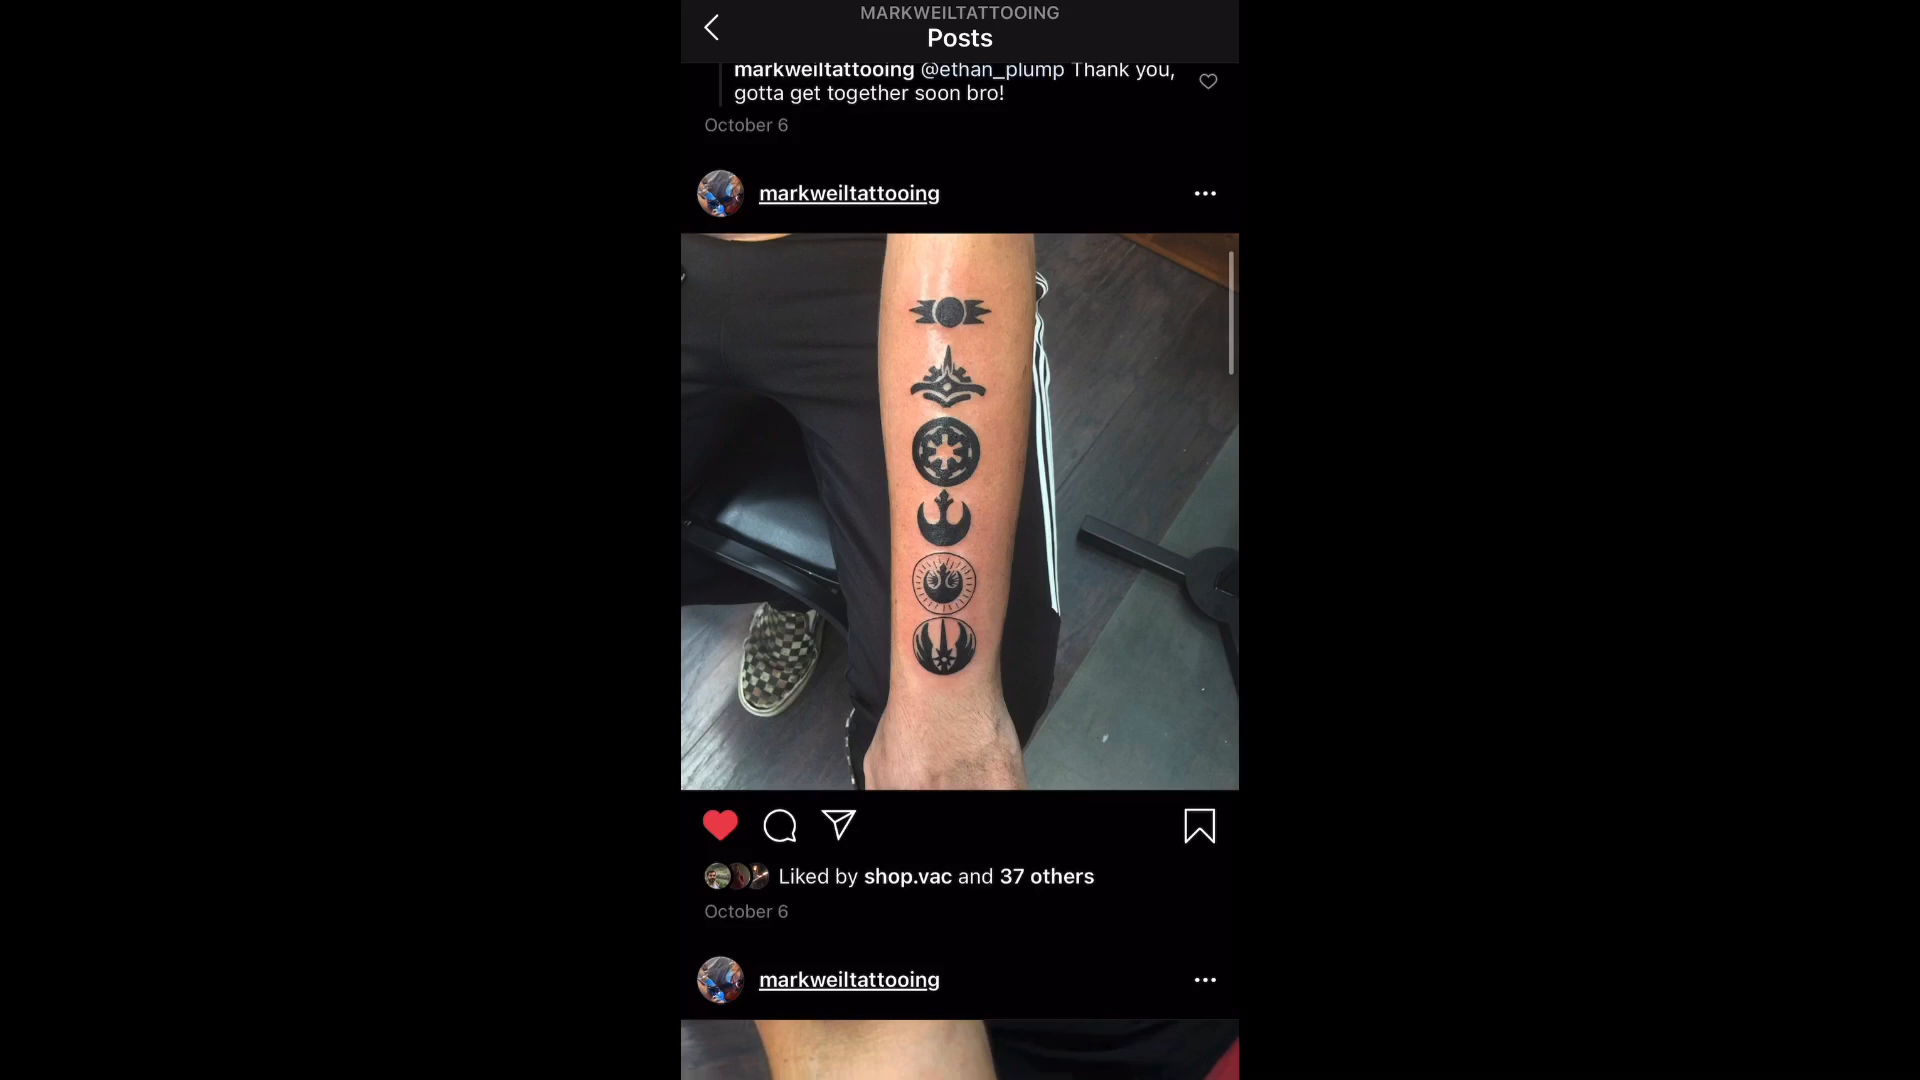 MARKWEILTATTOOING
Posts
markweiltattooing @ethan_plump Thank you,
gotta get together soon bro!
October 6
markweiltattooing
Liked by shop.vac and 37 others
October 6
markweiltattooing